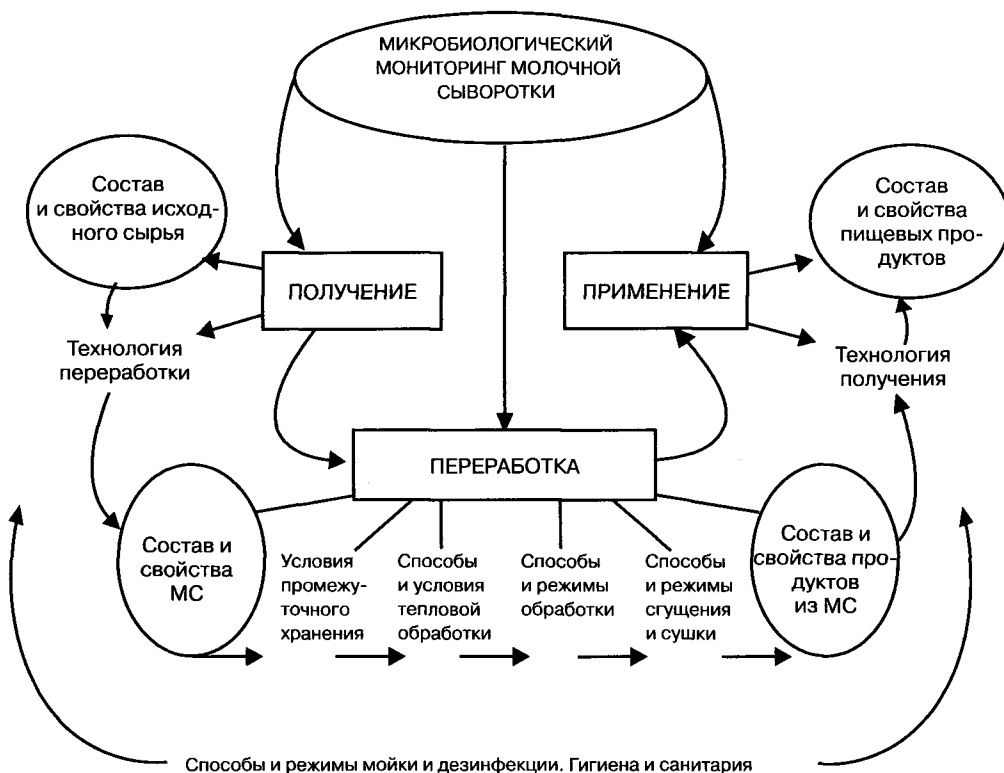 МИКРОБИОЛОГИЧЕСКИЙ
МОНИТОРИНГ МОЛОЧНОЙ
СЫВОРОТКИ
Состав
и свойства исход-
ного сырья
Состав
и свойства
пищевых про-
дуктов
ПОЛУЧЕНИЕ
ПРИМЕНЕНИЕ
Технология
переработки
Технология
получения
ПЕРЕРАБОТКА
Состав и
свойства
МС
Условия
промежу-
точного
хранения
Способы
и условия
тепловой
обработки
Способы
и режимы
обработки
Способы
и режимы
сгущения
и сушки
Состав и
свойства про-
дуктов
из МС
Способы и режимы мойки и дезинфекции. Гигиена и санитария